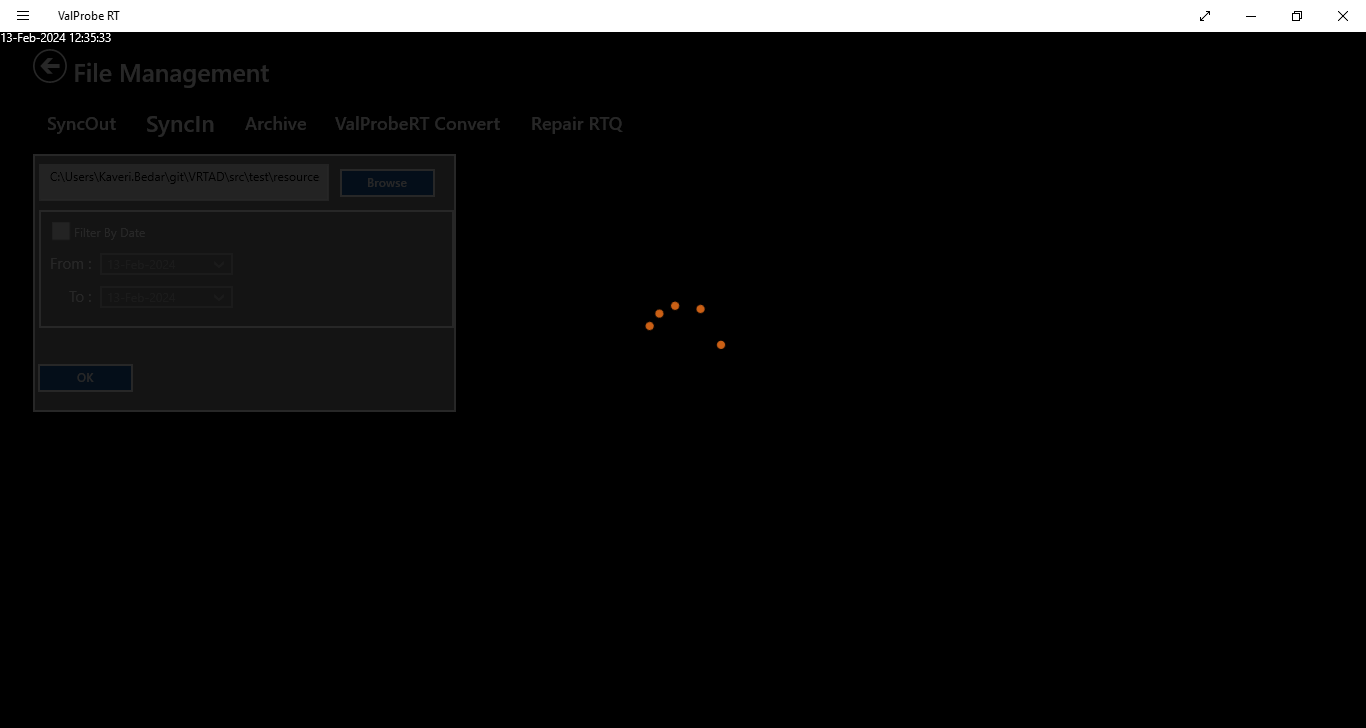 ValProbe RT
13-Feb-2024 12:35:33
File Management
SyncOut SyncIn Archive ValProbeRT Convert Repair RTQ
C:\Users\Kaveri.Bedar\git\VRTAD\src\test\resource Browse
Filter By Date
From : 13-Feb-2024
To : 13-Feb-2024
OK